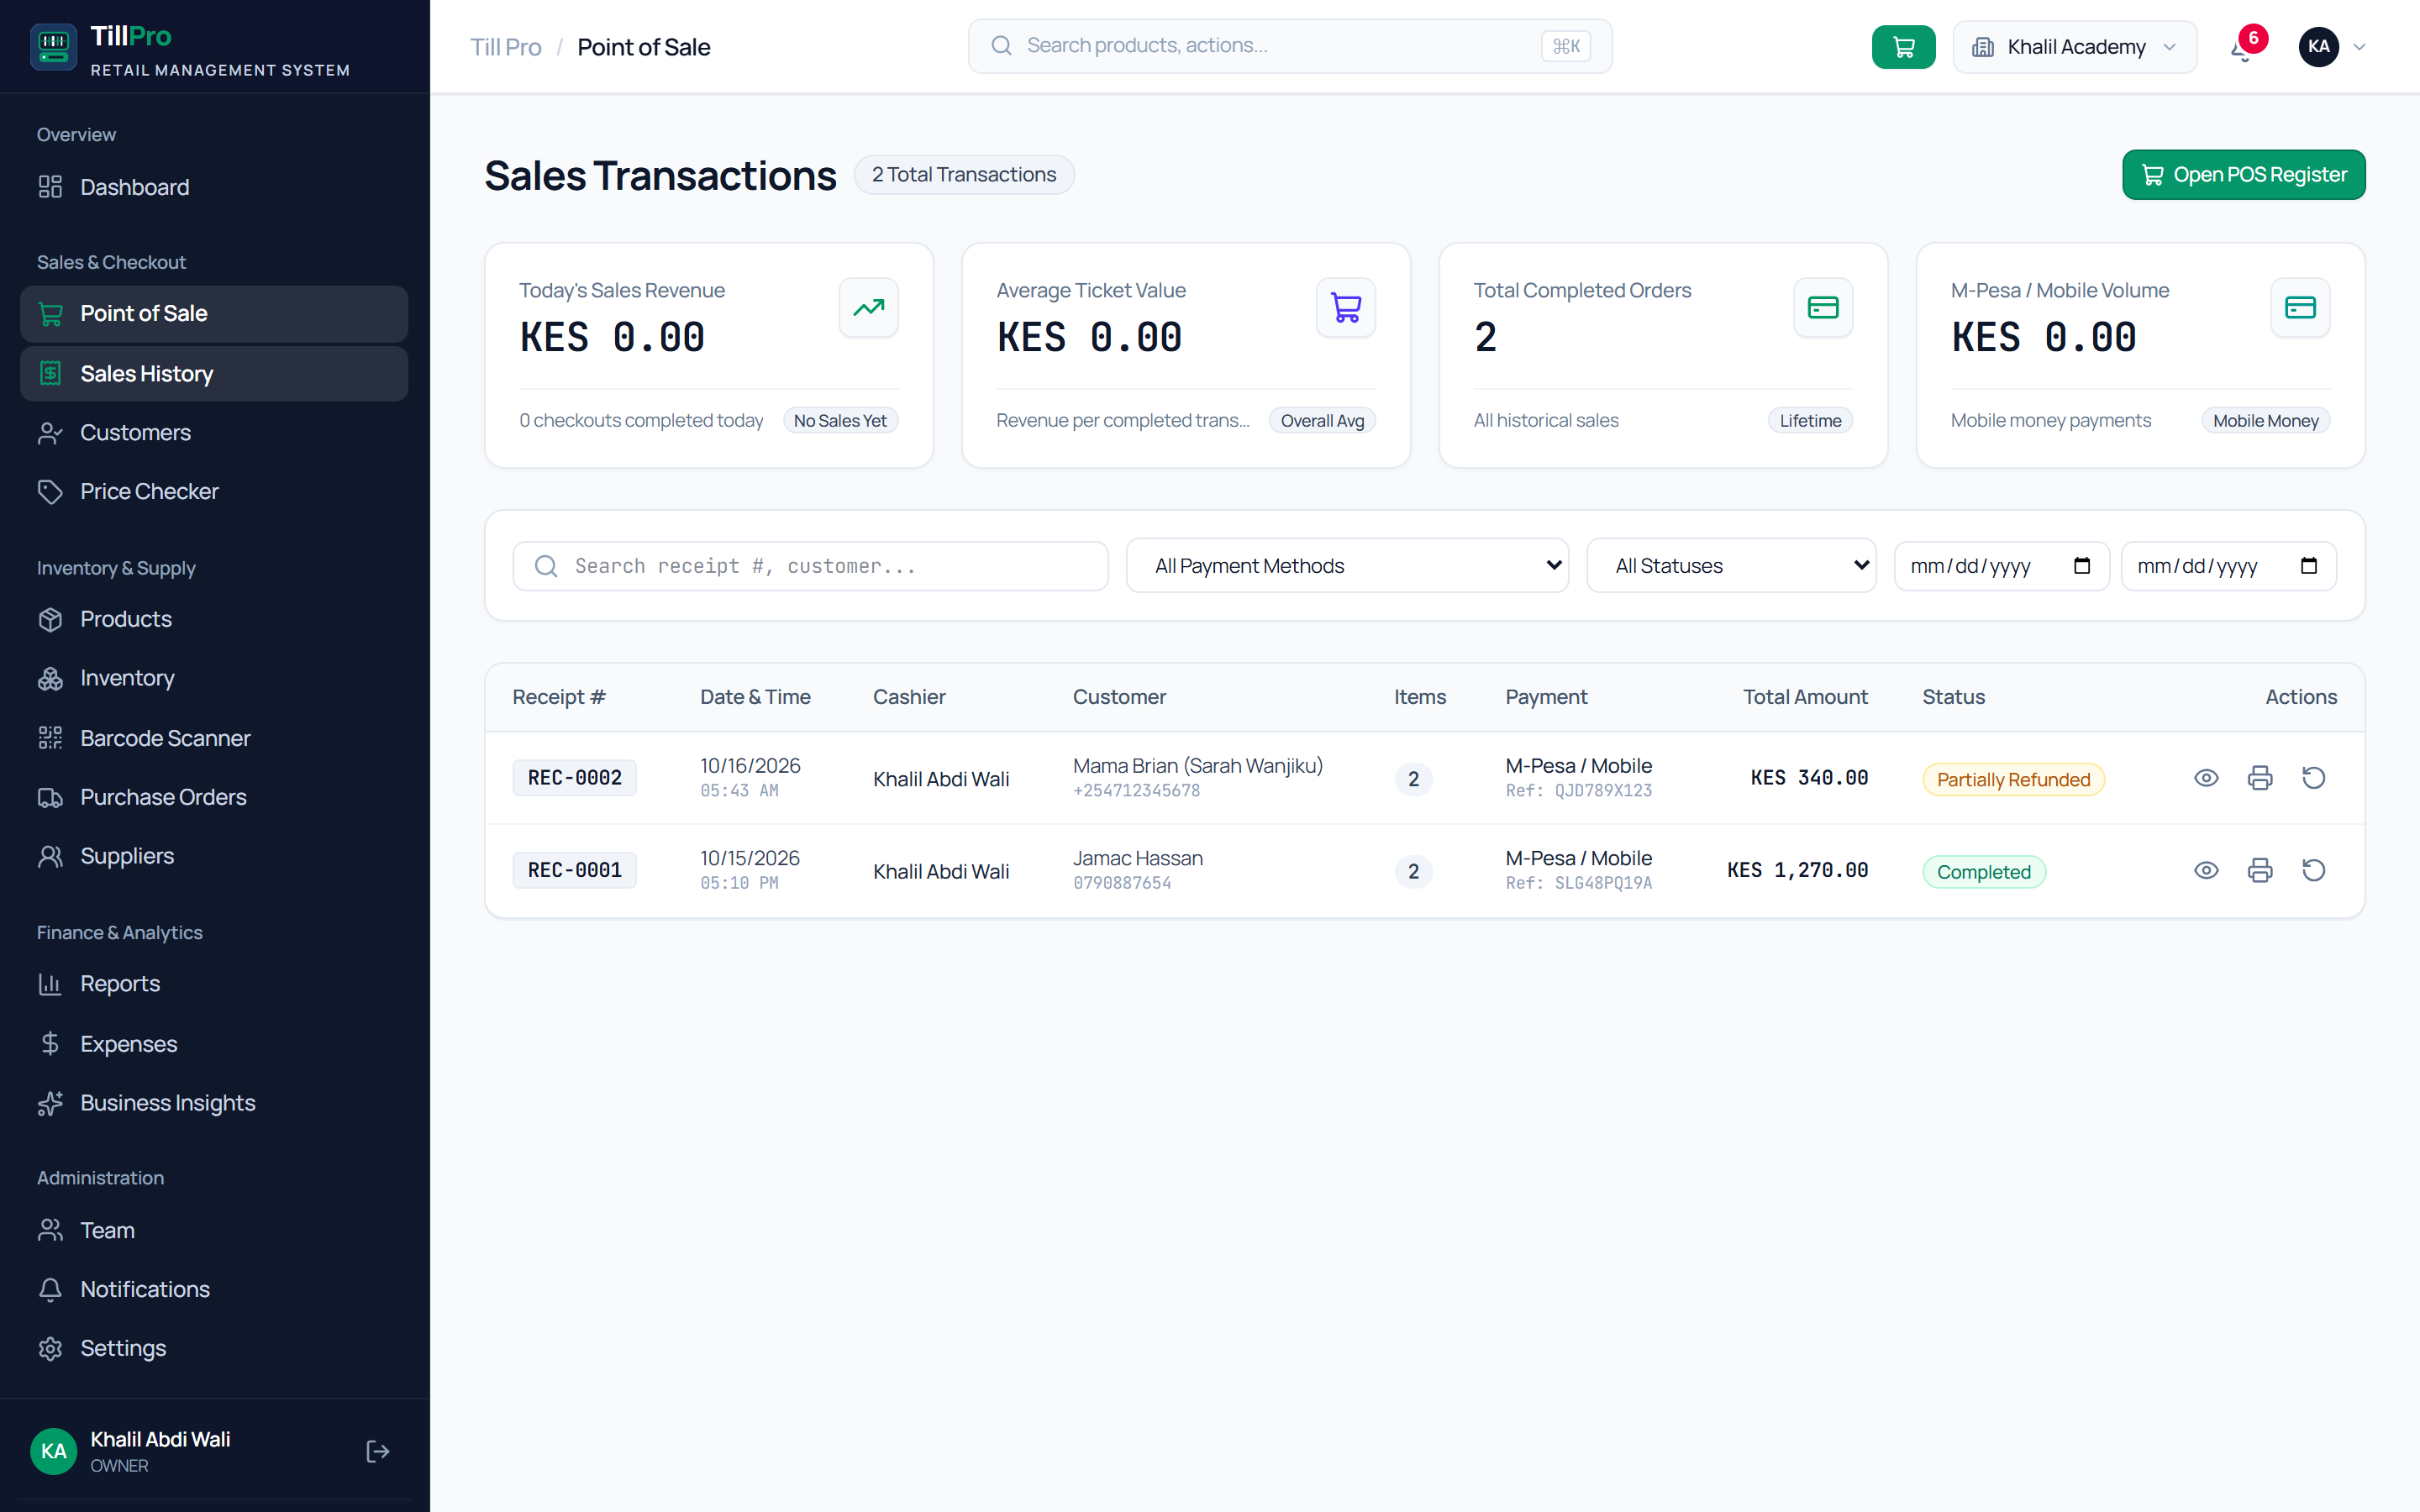 TillPro
RETAIL MANAGEMENT SYSTEM
Overview
Dashboard
Sales & Checkout
Point of Sale
Sales History
Customers
Price Checker
Inventory & Supply
Products
Inventory
Barcode Scanner
Purchase Orders
Suppliers
Finance & Analytics
Reports
Expenses
Business Insights
Administration
Team
Notifications
Settings
KA
Khalil Abdi Wali
OWNER
Till Pro / Point of Sale
Search products, actions...
⌘K
Khalil Academy
6
KA
Sales Transactions
2 Total Transactions
Open POS Register
Today's Sales Revenue
KES 0.00
0 checkouts completed today
No Sales Yet
Average Ticket Value
KES 0.00
Revenue per completed trans...
Overall Avg
Total Completed Orders
2
All historical sales
Lifetime
M-Pesa / Mobile Volume
KES 0.00
Mobile money payments
Mobile Money
Search receipt #, customer...
All Payment Methods
All Statuses
mm/dd/yyyy
mm/dd/yyyy
Receipt # Date & Time Cashier Customer Items Payment Total Amount Status Actions
REC-0002 10/16/2026 Khalil Abdi Wali Mama Brian (Sarah Wanjiku) 2 M-Pesa / Mobile KES 340.00 Partially Refunded
05:43 AM +254712345678 Ref: QJD789X123
REC-0001 10/15/2026 Khalil Abdi Wali Jamac Hassan 2 M-Pesa / Mobile KES 1,270.00 Completed
05:10 PM 0790887654 Ref: SLG48PQ19A